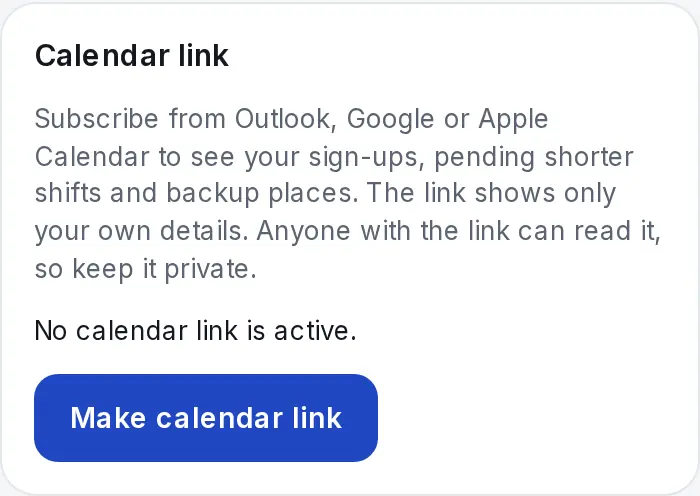 Calendar link
Subscribe from Outlook, Google or Apple
Calendar to see your sign-ups, pending shorter
shifts and backup places. The link shows only
your own details. Anyone with the link can read it,
so keep it private.
No calendar link is active.
Make calendar link